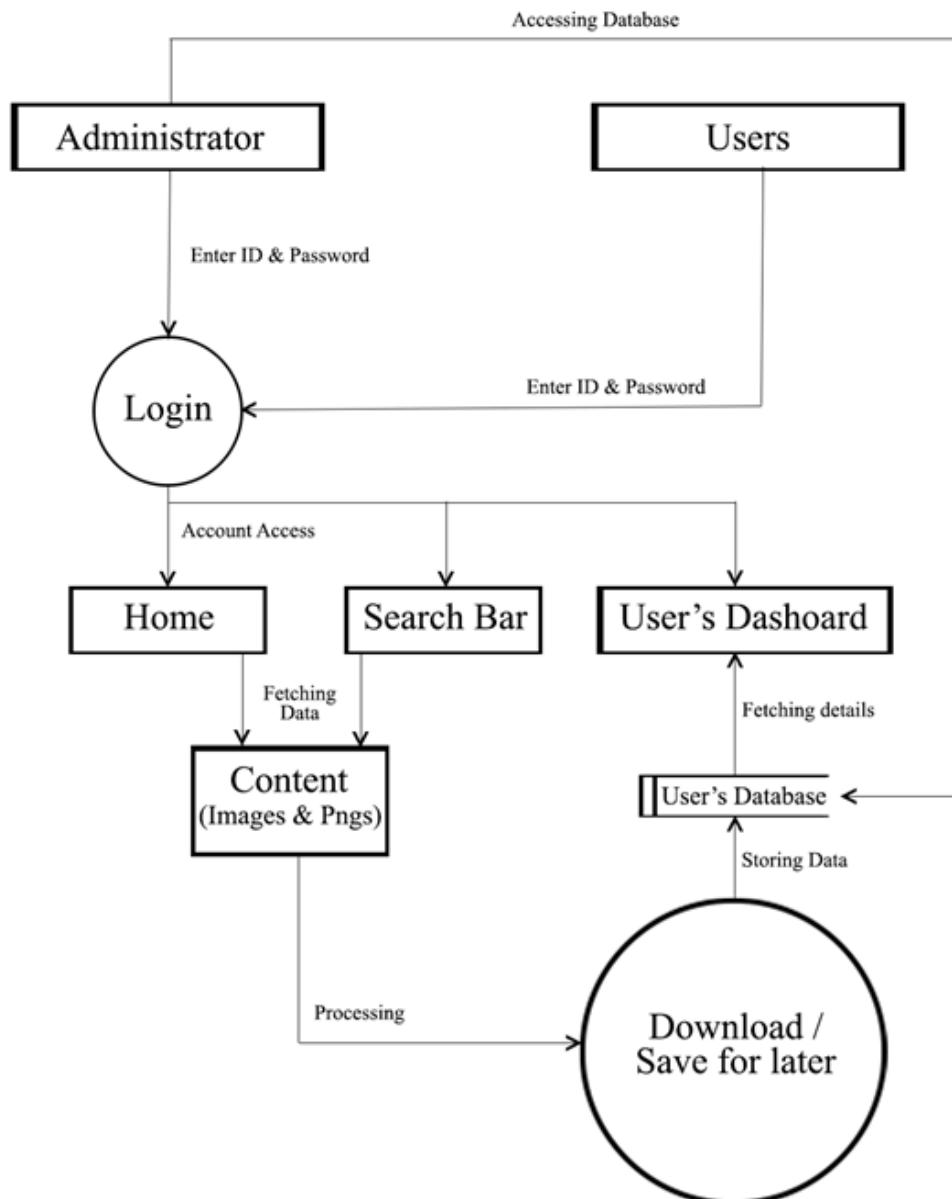 Accessing Database
Administrator
Users
Enter ID & Password
Enter ID & Password
Login
Account Access
Home
Search Bar
User’s Dashoard
Fetching
Data
Fetching details
Content
(Images & Pngs)
User’s Database
Storing Data
Processing
Download /
Save for later